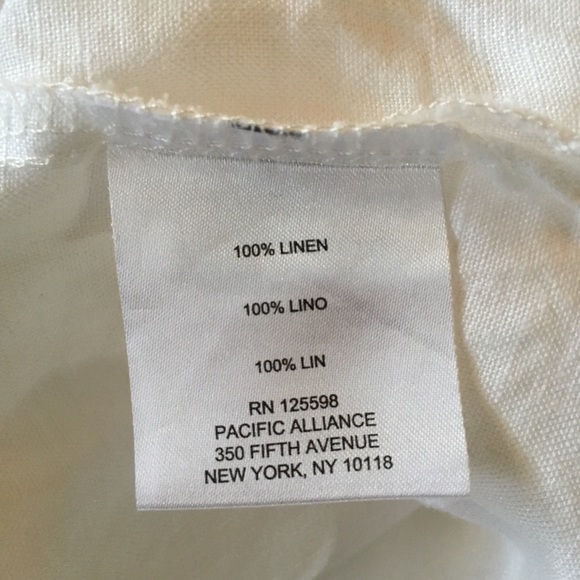 100% LINEN
100% LINO
100% LIN
RN 125598
PACIFIC ALLIANCE
350 FIFTH AVENUE
NEW YORK, NY 10118